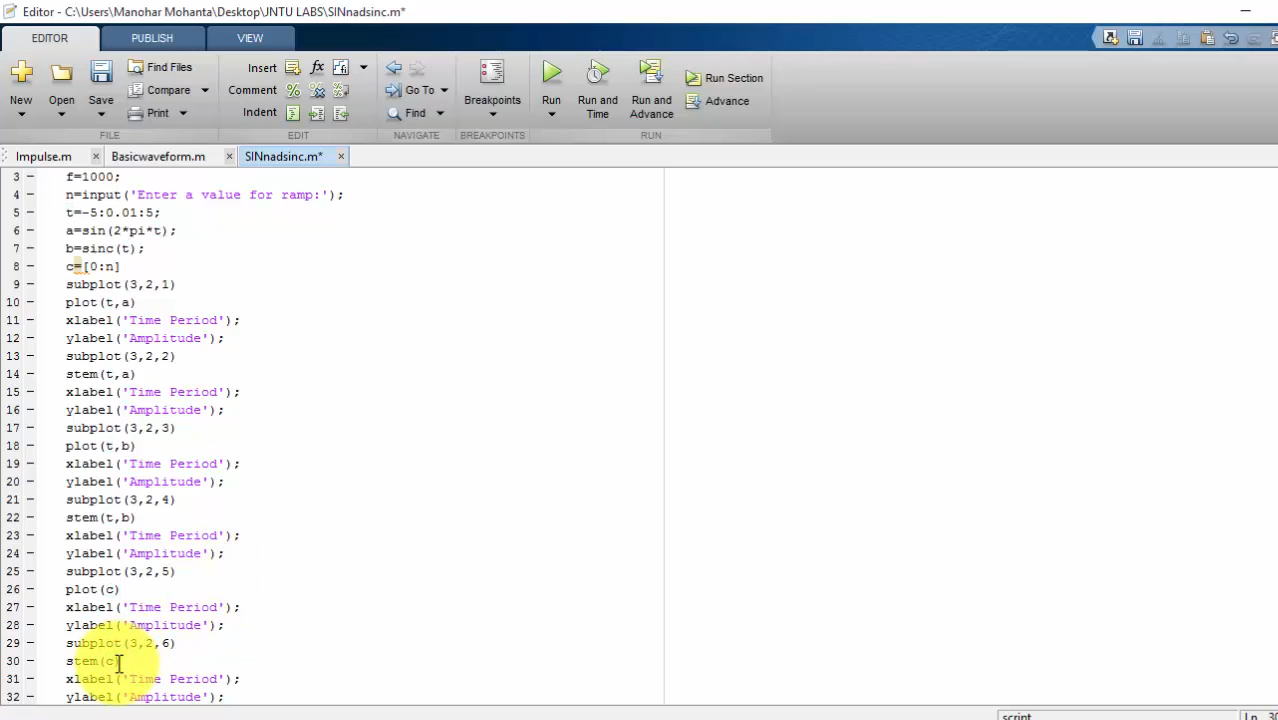 Editor - C:\Users\Manohar Mohanta\Desktop\JNTU LABS\SINnadsinc.m*
EDITOR PUBLISH VIEW
New Open Save Find Files Compare Print
Insert fx Comment % Indent
Go To Find
Breakpoints
Run Run and Time Run and Advance Run Section Advance
FILE EDIT NAVIGATE BREAKPOINTS RUN
Impulse.m × Basicwaveform.m × SINnadsinc.m* ×
3 - f=1000;
4 - n=input('Enter a value for ramp:');
5 - t=-5:0.01:5;
6 - a=sin(2*pi*t);
7 - b=sinc(t);
8 - c=[0:n]
9 - subplot(3,2,1)
10 - plot(t,a)
11 - xlabel('Time Period');
12 - ylabel('Amplitude');
13 - subplot(3,2,2)
14 - stem(t,a)
15 - xlabel('Time Period');
16 - ylabel('Amplitude');
17 - subplot(3,2,3)
18 - plot(t,b)
19 - xlabel('Time Period');
20 - ylabel('Amplitude');
21 - subplot(3,2,4)
22 - stem(t,b)
23 - xlabel('Time Period');
24 - ylabel('Amplitude');
25 - subplot(3,2,5)
26 - plot(c)
27 - xlabel('Time Period');
28 - ylabel('Amplitude');
29 - subplot(3,2,6)
30 - stem(c)
31 - xlabel('Time Period');
32 - ylabel('Amplitude');
script Ln